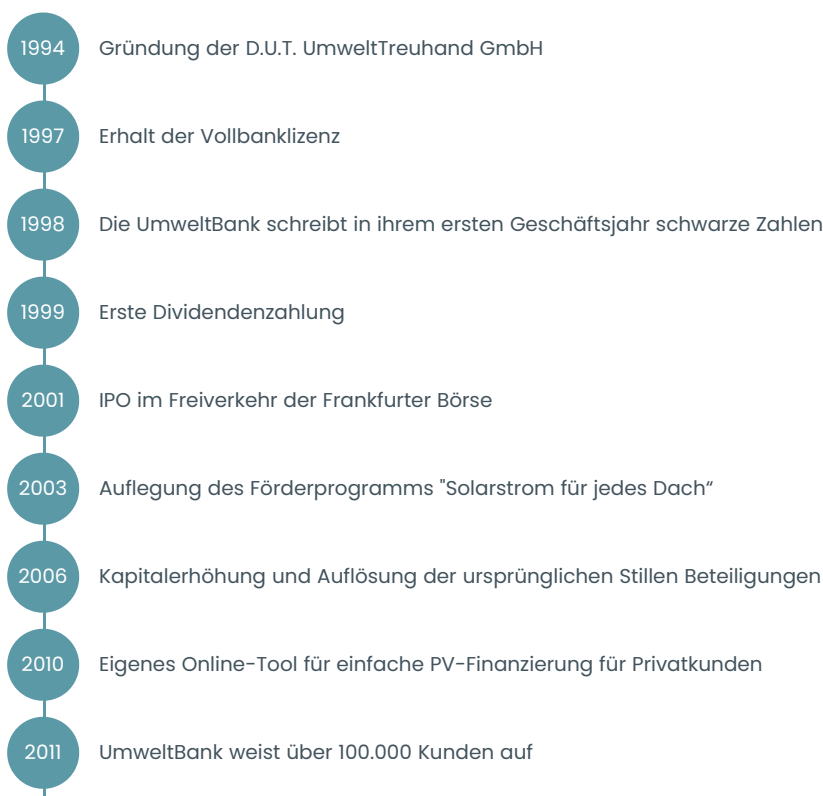 1994 Gründung der D.U.T. UmweltTreuhand GmbH
1997 Erhalt der Vollbanklizenz
1998 Die UmweltBank schreibt in ihrem ersten Geschäftsjahr schwarze Zahlen
1999 Erste Dividendenzahlung
2001 IPO im Freiverkehr der Frankfurter Börse
2003 Auflegung des Förderprogramms "Solarstrom für jedes Dach“
2006 Kapitalerhöhung und Auflösung der ursprünglichen Stillen Beteiligungen
2010 Eigenes Online-Tool für einfache PV-Finanzierung für Privatkunden
2011 UmweltBank weist über 100.000 Kunden auf